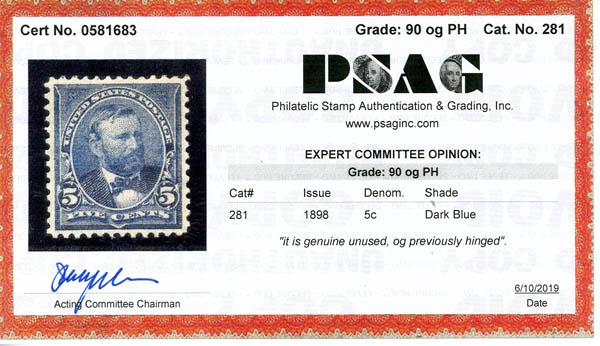 Cert No. 0581683
Grade: 90 og PH Cat. No. 281
PSAG
Philatelic Stamp Authentication & Grading, Inc.
www.psaginc.com
EXPERT COMMITTEE OPINION:
Grade: 90 og PH
Cat# Issue Denom. Shade
281 1898 5c Dark Blue
"it is genuine unused, og previously hinged".
UNITED STATES POSTAGE
5 5
FIVE CENTS
Acting Committee Chairman
6/10/2019
Date